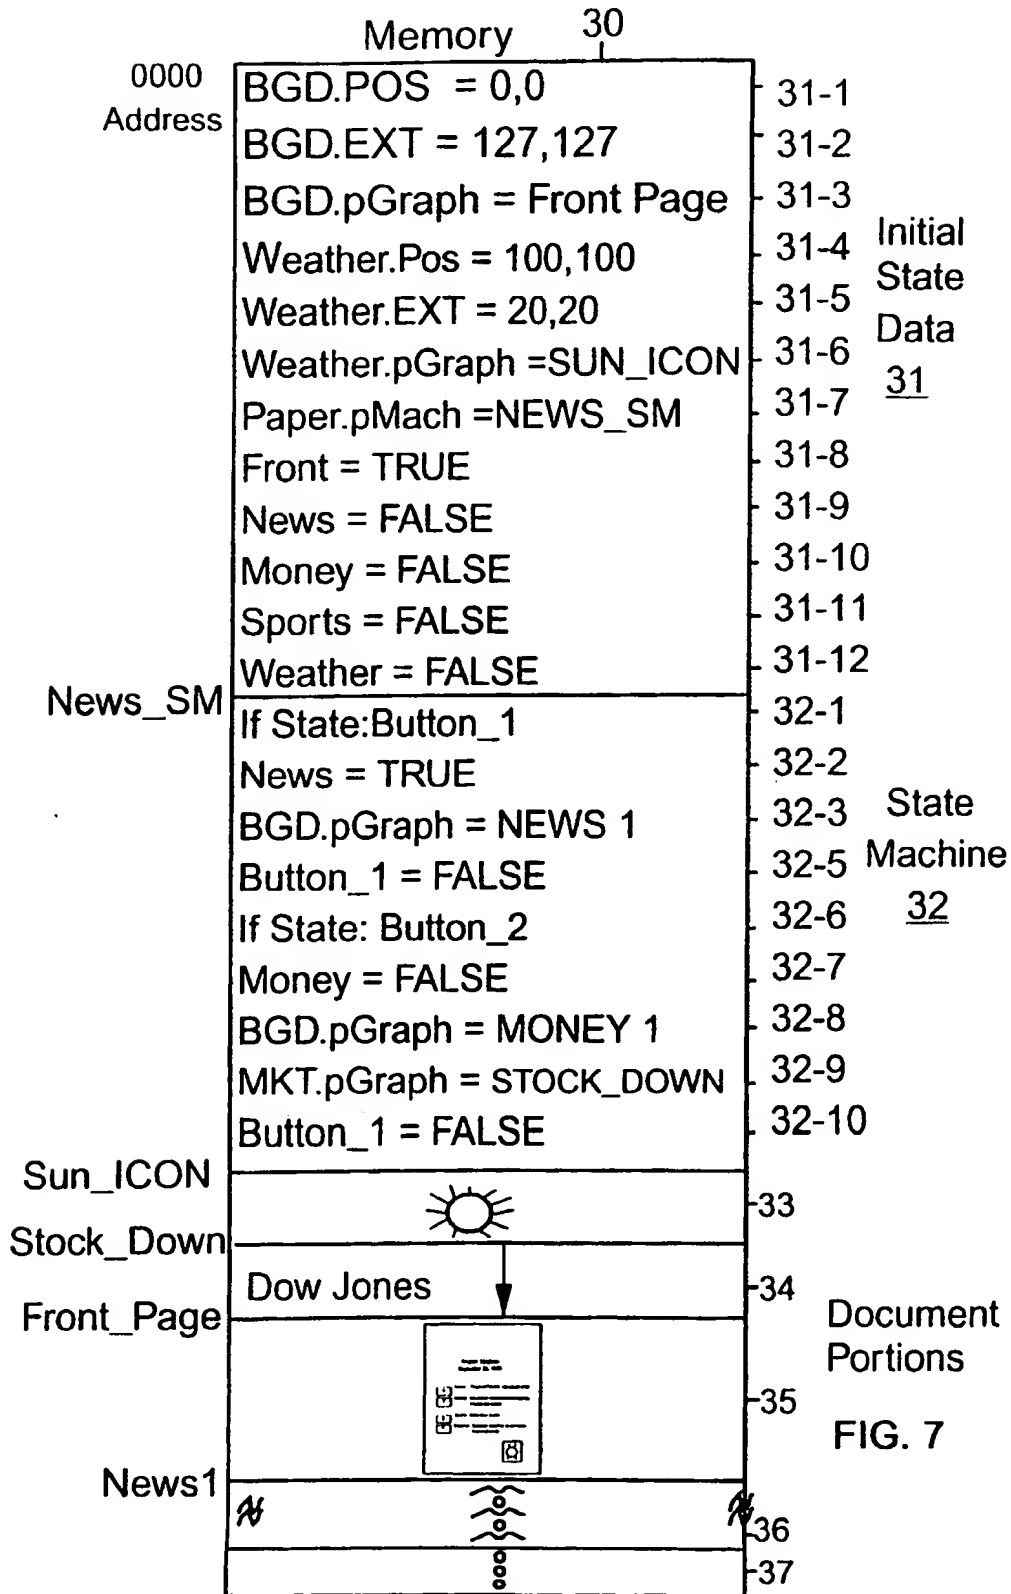 Memory 30
0000
Address
BGD.POS = 0,0 31-1
BGD.EXT = 127,127 31-2
BGD.pGraph = Front Page 31-3
Weather.Pos = 100,100 31-4
Weather.EXT = 20,20 31-5
Weather.pGraph =SUN_ICON 31-6
Paper.pMach =NEWS_SM 31-7
Front = TRUE 31-8
News = FALSE 31-9
Money = FALSE 31-10
Sports = FALSE 31-11
Weather = FALSE 31-12
Initial
State
Data
31
News_SM
If State:Button_1 32-1
News = TRUE 32-2
BGD.pGraph = NEWS 1 32-3
Button_1 = FALSE 32-5
If State: Button_2 32-6
Money = FALSE 32-7
BGD.pGraph = MONEY 1 32-8
MKT.pGraph = STOCK_DOWN 32-9
Button_1 = FALSE 32-10
State
Machine
32
Sun_ICON
33
Stock_Down
Dow Jones 34
Front_Page
35
Document
Portions
FIG. 7
News1
36
37